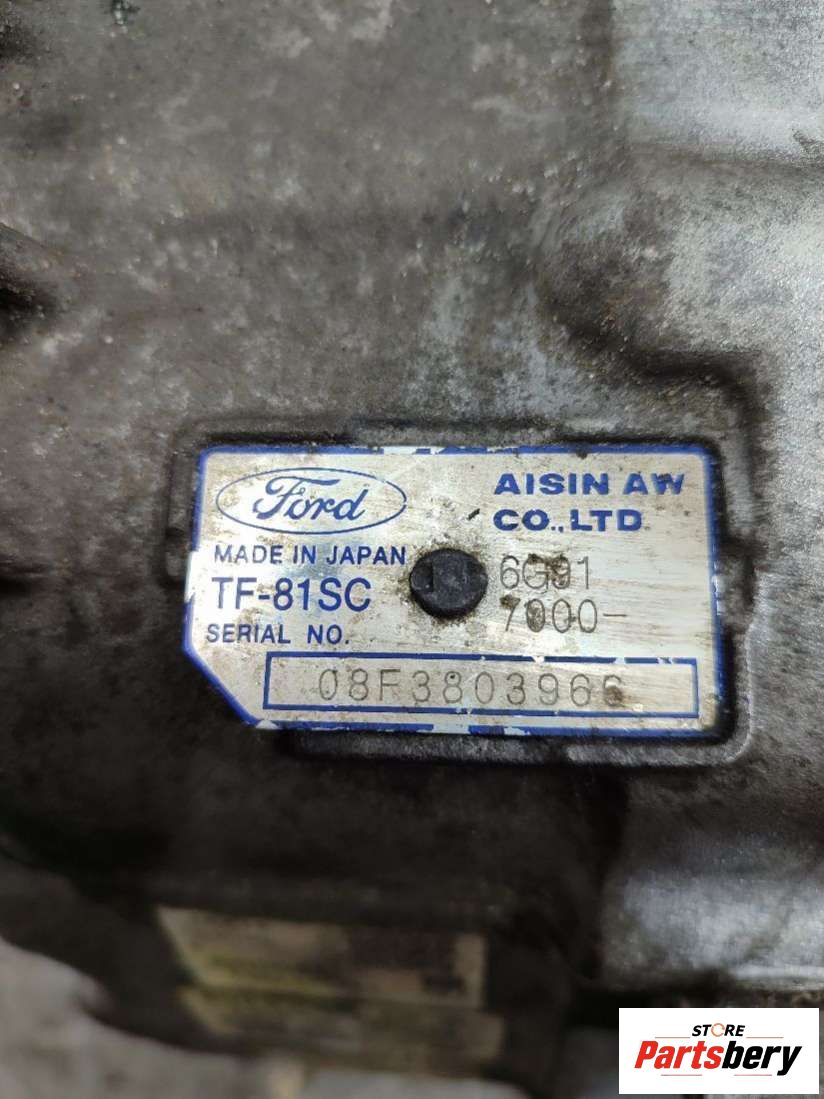 Ford
AISIN AW
CO.,LTD
MADE IN JAPAN
TF-81SC
6G91
7000-
SERIAL NO.
08F3803966
STORE
Partsbery